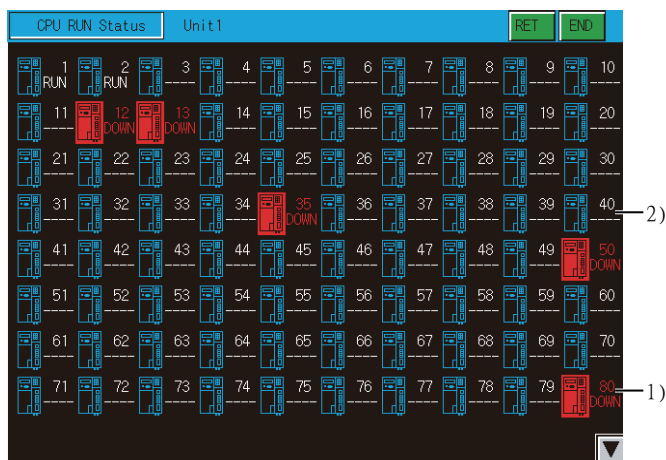 CPU RUN Status Unit1 RET END
1 2 3 4 5 6 7 8 9 10
RUN RUN --- --- --- --- --- --- --- ---
11 12 13 14 15 16 17 18 19 20
--- DOWN DOWN --- --- --- --- --- --- ---
21 22 23 24 25 26 27 28 29 30
--- --- --- --- --- --- --- --- --- ---
31 32 33 34 35 36 37 38 39 40
--- --- --- --- DOWN --- --- --- --- --- 2)
41 42 43 44 45 46 47 48 49 50
--- --- --- --- --- --- --- --- --- DOWN
51 52 53 54 55 56 57 58 59 60
--- --- --- --- --- --- --- --- --- ---
61 62 63 64 65 66 67 68 69 70
--- --- --- --- --- --- --- --- --- ---
71 72 73 74 75 76 77 78 79 80
--- --- --- --- --- --- --- --- --- DOWN 1)